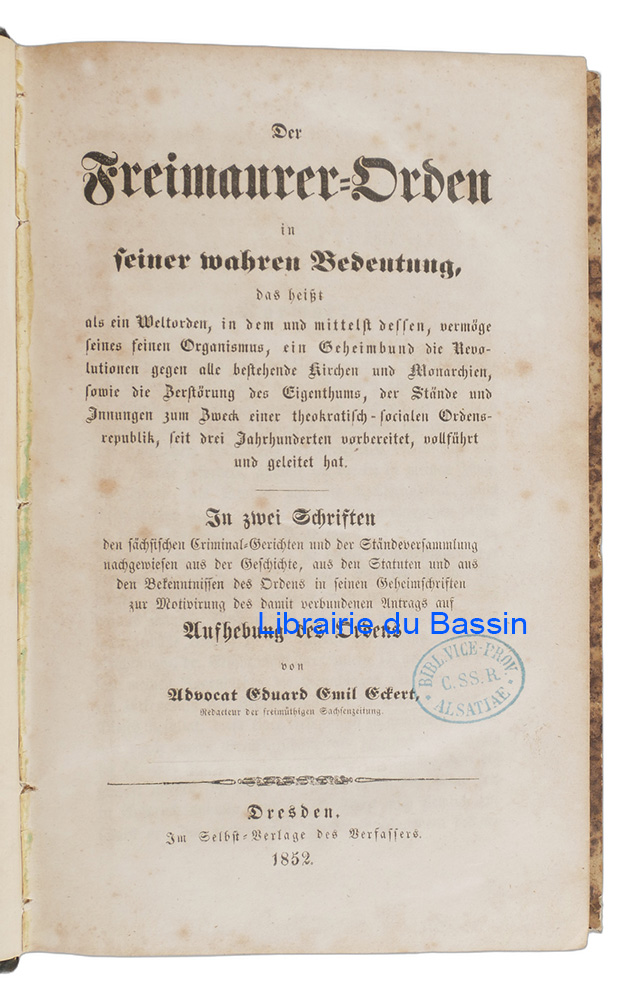 Der
Freimaurer-Orden
in
seiner wahren Bedeutung,
das heißt
als ein Weltorden, in dem und mittelst dessen, vermöge
seines feinen Organismus, ein Geheimbund die Revo-
lutionen gegen alle bestehende Kirchen und Monarchien,
sowie die Zerstörung des Eigenthums, der Stände und
Innungen zum Zweck einer theokratisch-socialen Ordens-
republik, seit drei Jahrhunderten vorbereitet, vollführt
und geleitet hat.
In zwei Schriften
den sächsischen Criminal-Gerichten und der Ständeversammlung
nachgewiesen aus der Geschichte, aus den Statuten und aus
den Bekenntnissen des Ordens in seinen Geheimschriften
zur Motivirung des damit verbundenen Antrags auf
Aufhebung des Ordens
Librairie du Bassin
von
Advocat Eduard Emil Eckert,
Redacteur der freimüthigen Sachsenzeitung.
BIBL. VICE-PROV.
C. SS. R.
ALSATIAE
Dresden.
Im Selbst-Verlage des Verfassers.
1852.